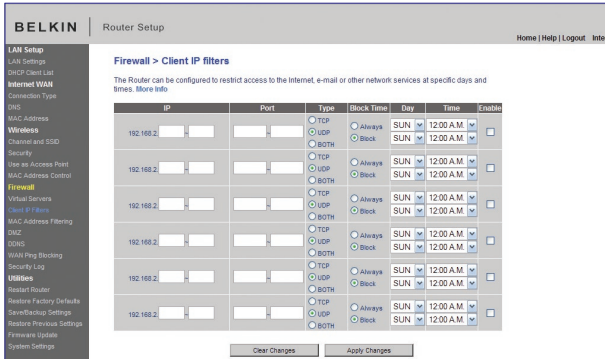 BELKIN
Router Setup
Home | Help | Logout Inte
LAN Setup
LAN Settings
DHCP Client List
Internet WAN
Connection Type
DNS
MAC Address
Wireless
Channel and SSID
Security
Use as Access Point
MAC Address Control
Firewall
Virtual Servers
Client IP Filters
MAC Address Filtering
DMZ
DDNS
WAN Ping Blocking
Security Log
Utilities
Restart Router
Restore Factory Defaults
Save/Backup Settings
Restore Previous Settings
Firmware Update
System Settings
Firewall > Client IP filters
The Router can be configured to restrict access to the Internet, e-mail or other network services at specific days and
times. More Info
IP Port Type Block Time Day Time Enable
192.168.2. - - TCP UDP BOTH Always Block SUN 12:00 A.M. SUN 12:00 A.M.
192.168.2. - - TCP UDP BOTH Always Block SUN 12:00 A.M. SUN 12:00 A.M.
192.168.2. - - TCP UDP BOTH Always Block SUN 12:00 A.M. SUN 12:00 A.M.
192.168.2. - - TCP UDP BOTH Always Block SUN 12:00 A.M. SUN 12:00 A.M.
192.168.2. - - TCP UDP BOTH Always Block SUN 12:00 A.M. SUN 12:00 A.M.
192.168.2. - - TCP UDP BOTH Always Block SUN 12:00 A.M. SUN 12:00 A.M.
Clear Changes Apply Changes